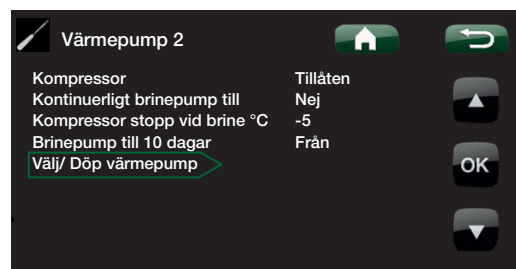 Värmepump 2
Kompressor Tillåten
Kontinuerligt brinepump till Nej
Kompressor stopp vid brine °C -5
Brinepump till 10 dagar Från
Välj/ Döp värmepump
OK